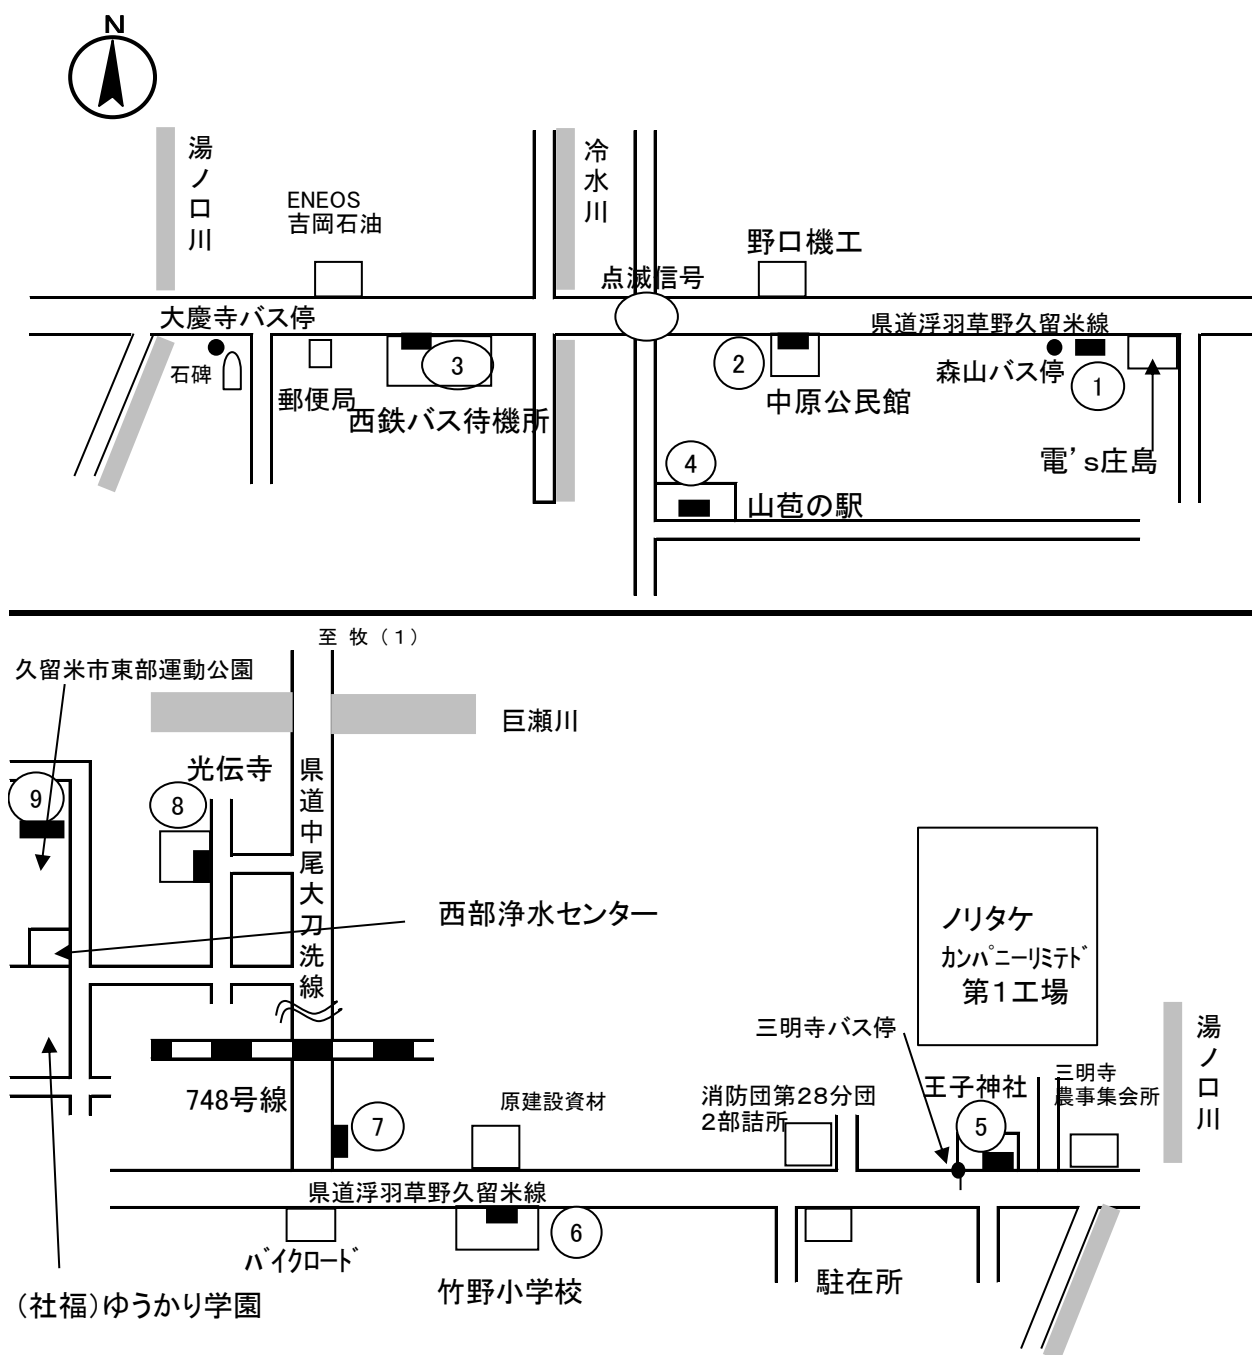 N
湯ノ口川
ENEOS
吉岡石油
冷水川
点滅信号
野口機工
大慶寺バス停
県道浮羽草野久留米線
石碑
郵便局
3
西鉄バス待機所
2
中原公民館
森山バス停
1
電’s庄島
4
山苞の駅
至 牧（1）
久留米市東部運動公園
巨瀬川
光伝寺
県道中尾大刀洗線
9
8
西部浄水センター
ノリタケ
カンパニーリミテド
第1工場
三明寺バス停
湯ノ口川
748号線
7
原建設資材
消防団第28分団
2部詰所
王子神社
5
三明寺
農事集会所
県道浮羽草野久留米線
バイクロード
6
竹野小学校
駐在所
（社福）ゆうかり学園